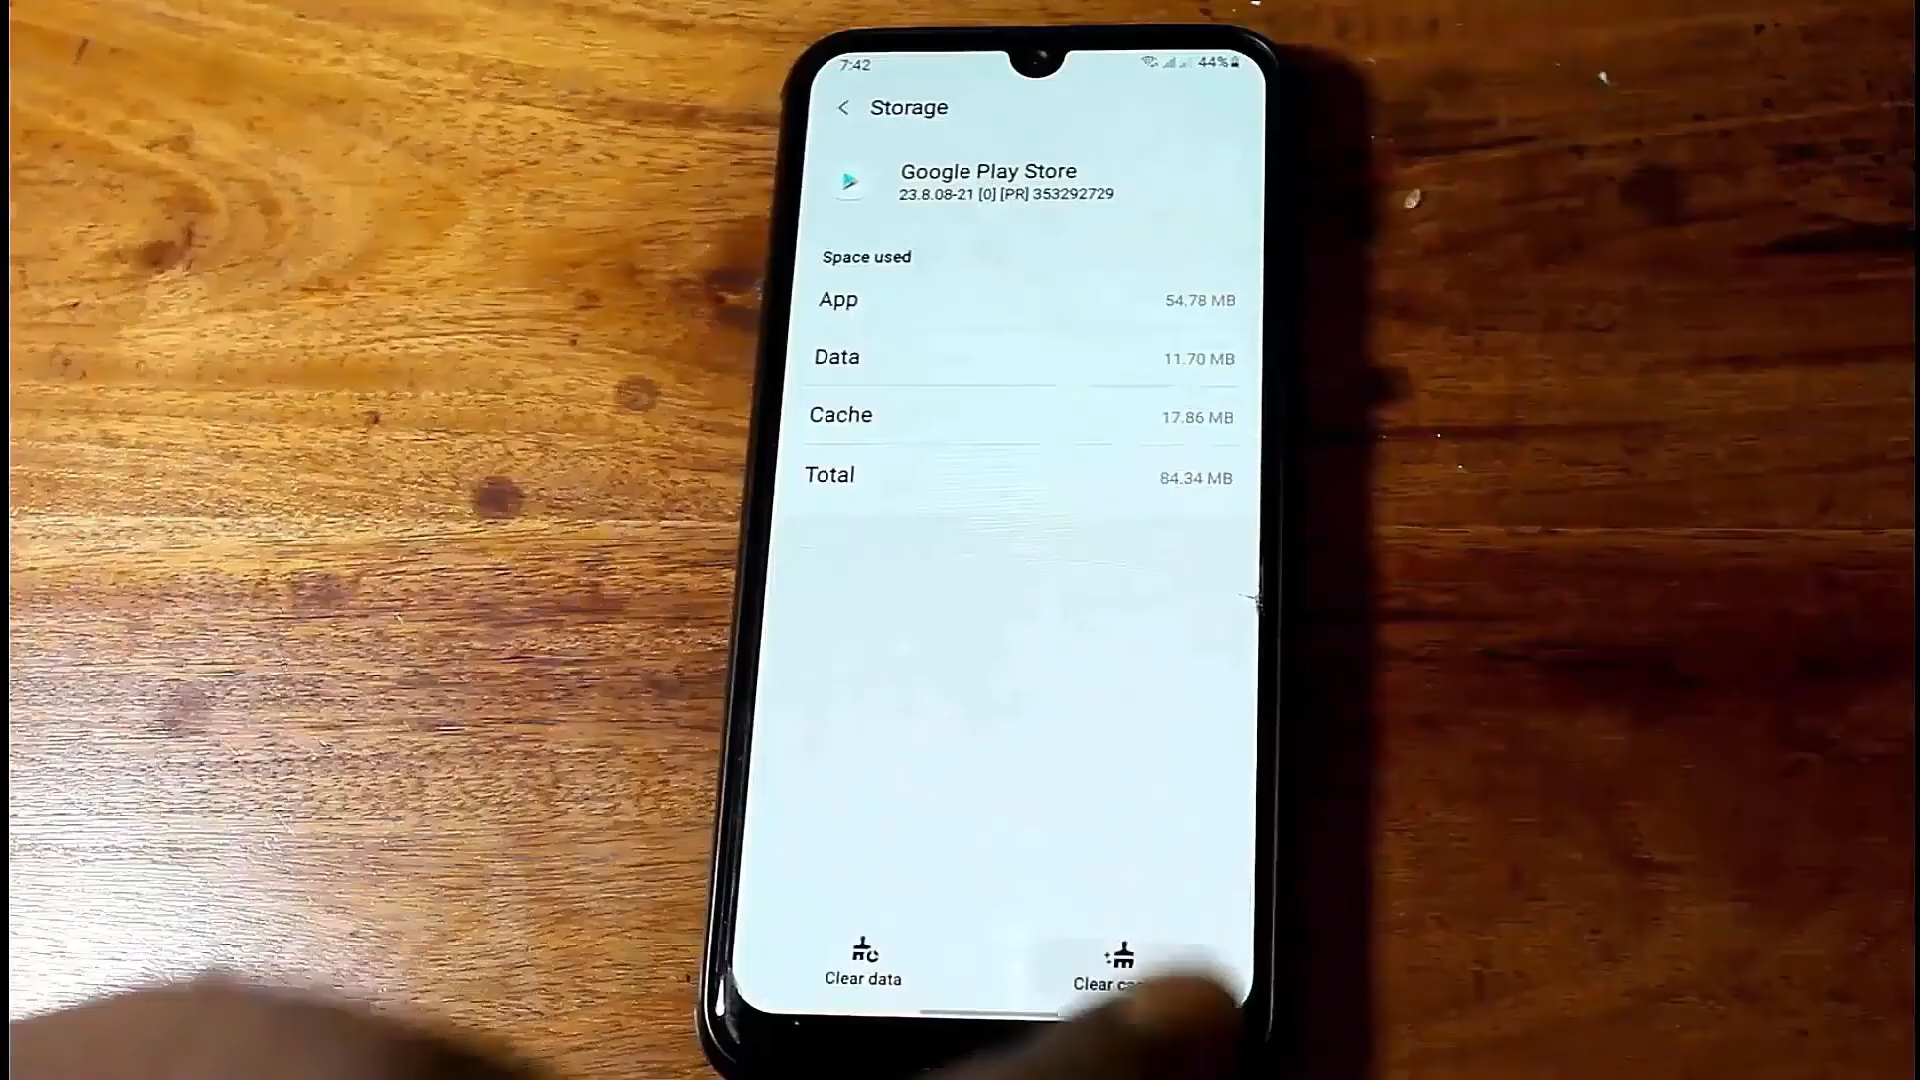 7:42 44%
Storage
Google Play Store
23.8.08-21 [0] [PR] 353292729
Space used
App 54.78 MB
Data 11.70 MB
Cache 17.86 MB
Total 84.34 MB
Clear data
Clear